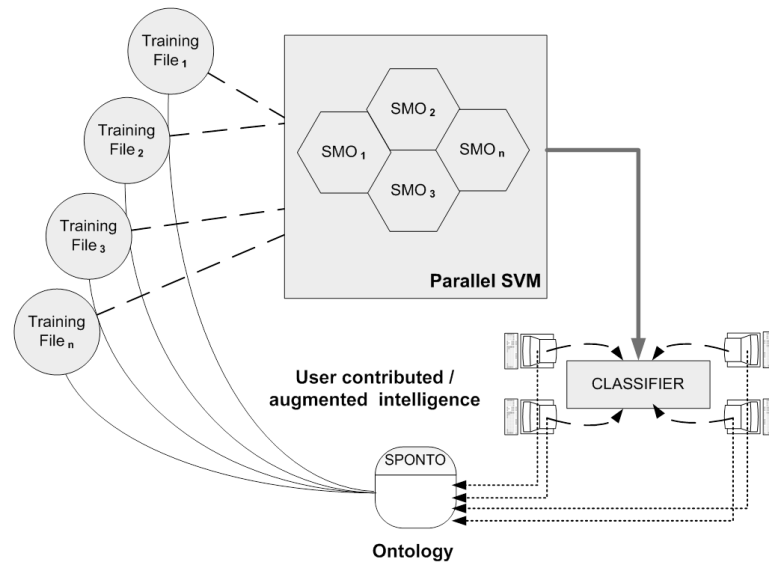 Training
File 1
Training
File 2
Training
File 3
Training
File n
SMO 1
SMO 2
SMO 3
SMO n
Parallel SVM
User contributed /
augmented intelligence
CLASSIFIER
SPONTO
Ontology